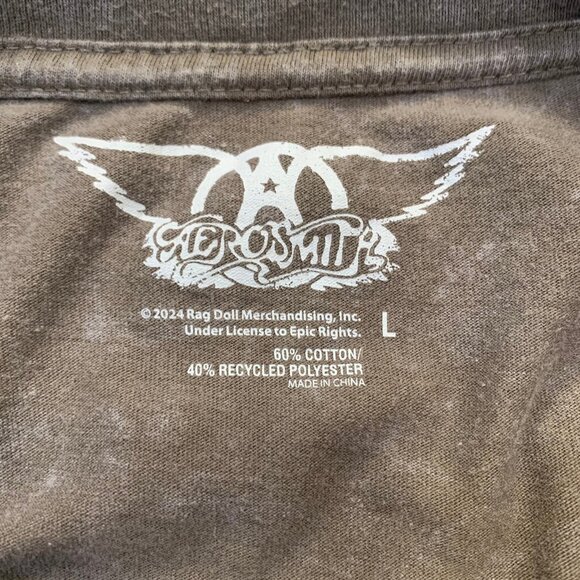 AEROSMITH
© 2024 Rag Doll Merchandising, Inc.
Under License to Epic Rights.
L
60% COTTON/
40% RECYCLED POLYESTER
MADE IN CHINA